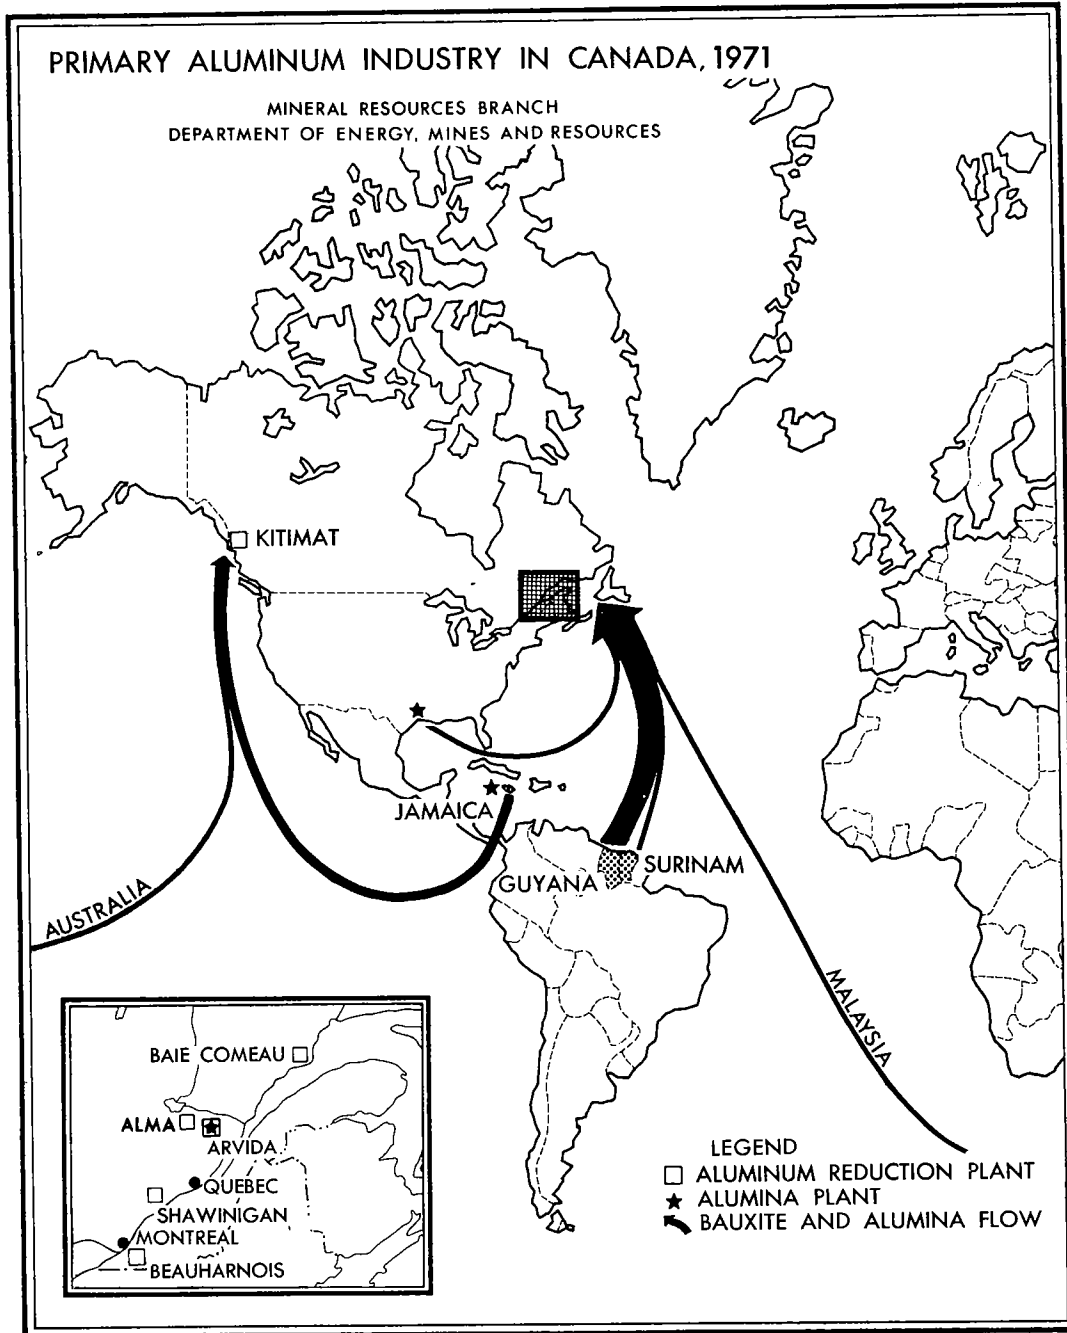 PRIMARY ALUMINUM INDUSTRY IN CANADA, 1971
MINERAL RESOURCES BRANCH
DEPARTMENT OF ENERGY, MINES AND RESOURCES
KITIMAT
JAMAICA
SURINAM
GUYANA
AUSTRALIA
MALAYSIA
BAIE COMEAU
ALMA
ARVIDA
QUEBEC
SHAWINIGAN
MONTREAL
BEAUHARNOIS
LEGEND
ALUMINUM REDUCTION PLANT
ALUMINA PLANT
BAUXITE AND ALUMINA FLOW